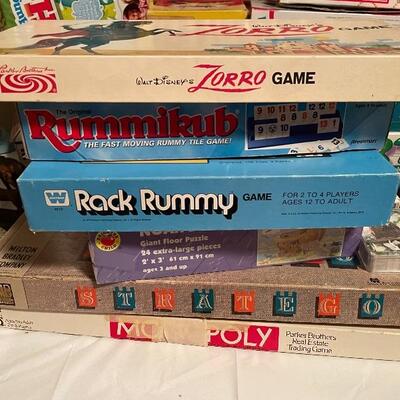 Parker Brothers Inc.
WALT DISNEY'S ZORRO GAME
The Original
Rummikub
THE FAST MOVING RUMMY TILE GAME!
Pressman
W
Rack Rummy GAME
FOR 2 TO 4 PLAYERS
AGES 12 TO ADULT
Giant Floor Puzzle
24 extra-large pieces
2' x 3' 61 cm x 91 cm
ages 3 and up
MILTON
BRADLEY
COMPANY
STRATEGO
MONOPOLY
Parker Brothers
Real Estate
Trading Game